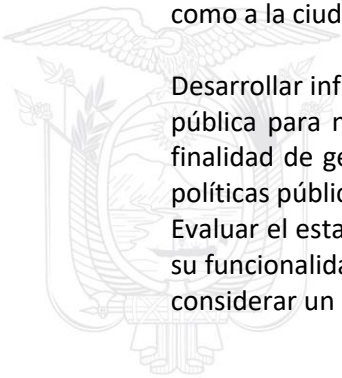 como a la ciud
Desarrollar inf
pública para n
finalidad de ge
políticas públic
Evaluar el esta
su funcionalida
considerar un